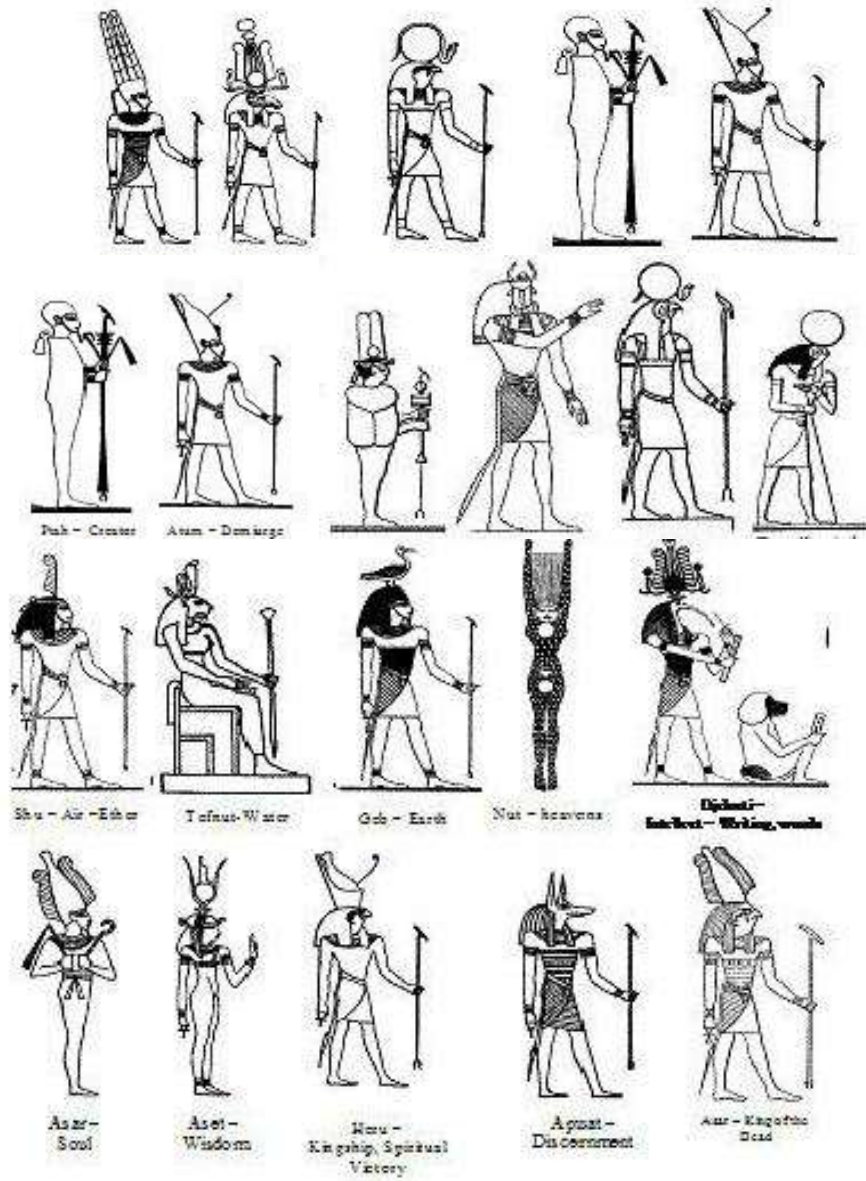 Ptah – Creator
Atum – Demiurge
Shu – Air – Ether
Tefnut-Water
Geb – Earth
Nut – heavens
Djehuti –
Intellect – Writing, words
Asar–
Soul
Aset–
Wisdom
Heru –
Kingship, Spiritual
Victory
Discernment
Asar – King of the
Dead